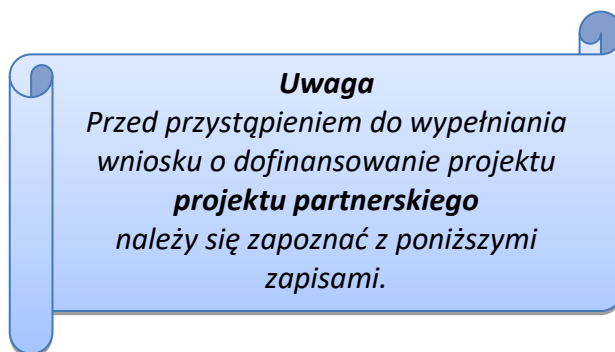 Uwaga
Przed przystąpieniem do wypełniania
wniosku o dofinansowanie projektu
projektu partnerskiego
należy się zapoznać z poniższymi
zapisami.